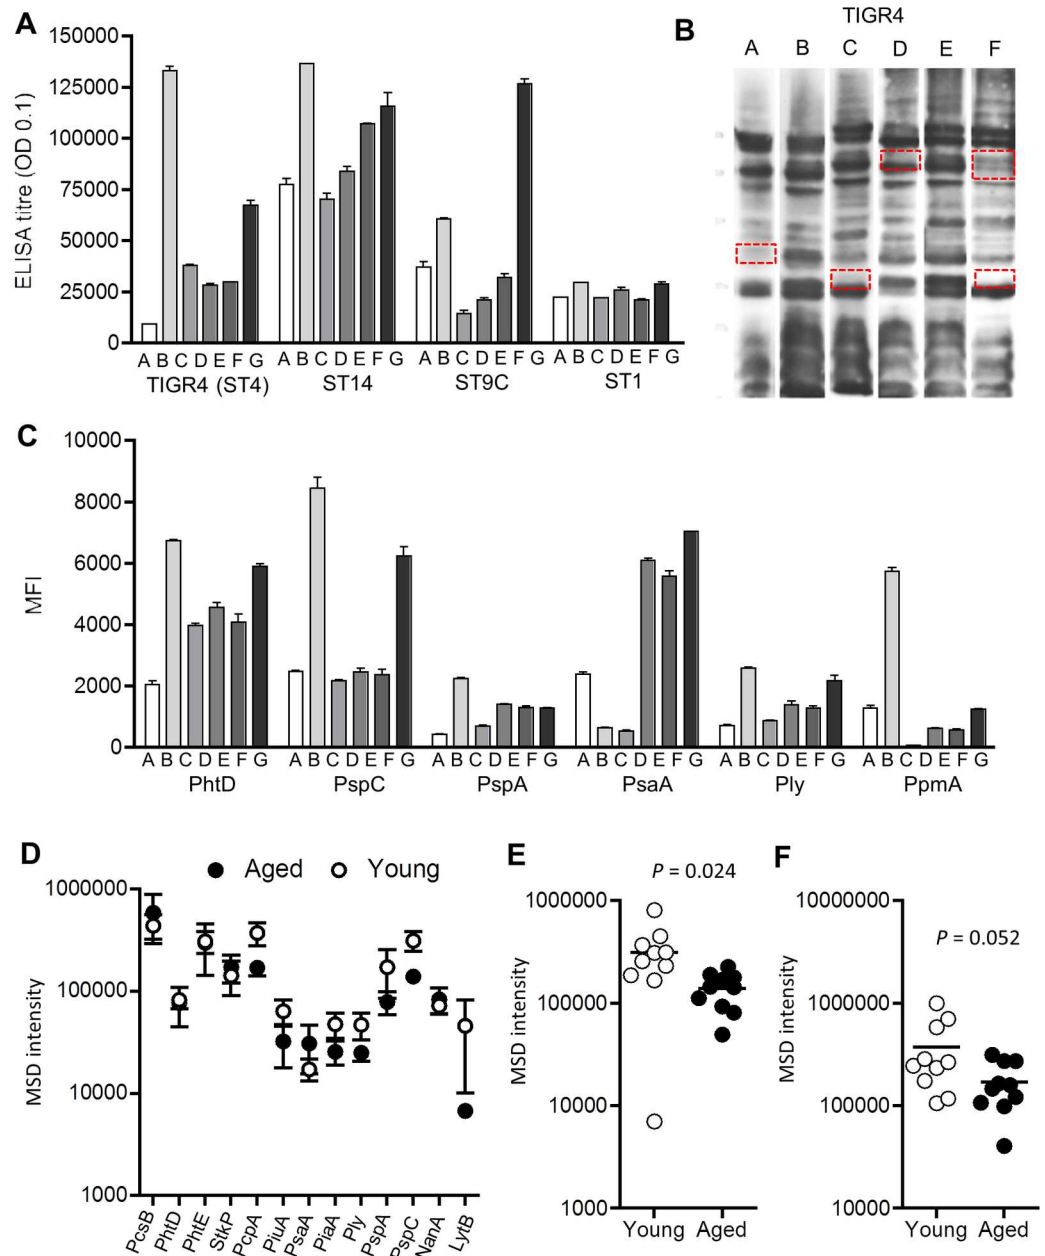 A
150000
125000
100000
75000
50000
25000
0
ELISA titre (OD 0.1)
A B C D E F G A B C D E F G A B C D E F G A B C D E F G
TIGR4 (ST4) ST14 ST9C ST1
TIGR4
B
A B C D E F
C
10000
8000
6000
4000
2000
0
MFI
A B C D E F G A B C D E F G A B C D E F G A B C D E F G A B C D E F G A B C D E F G
PhtD PspC PspA PsaA Ply PpmA
D
Aged Young
1000000
100000
10000
1000
MSD intensity
PcsB PhtD PhtE StkP PcpA PiuA PsaA PiaA Ply PspA PspC NanA LytB
E
P = 0.024
1000000
100000
10000
1000
MSD intensity
Young Aged
F
P = 0.052
10000000
1000000
100000
10000
MSD intensity
Young Aged